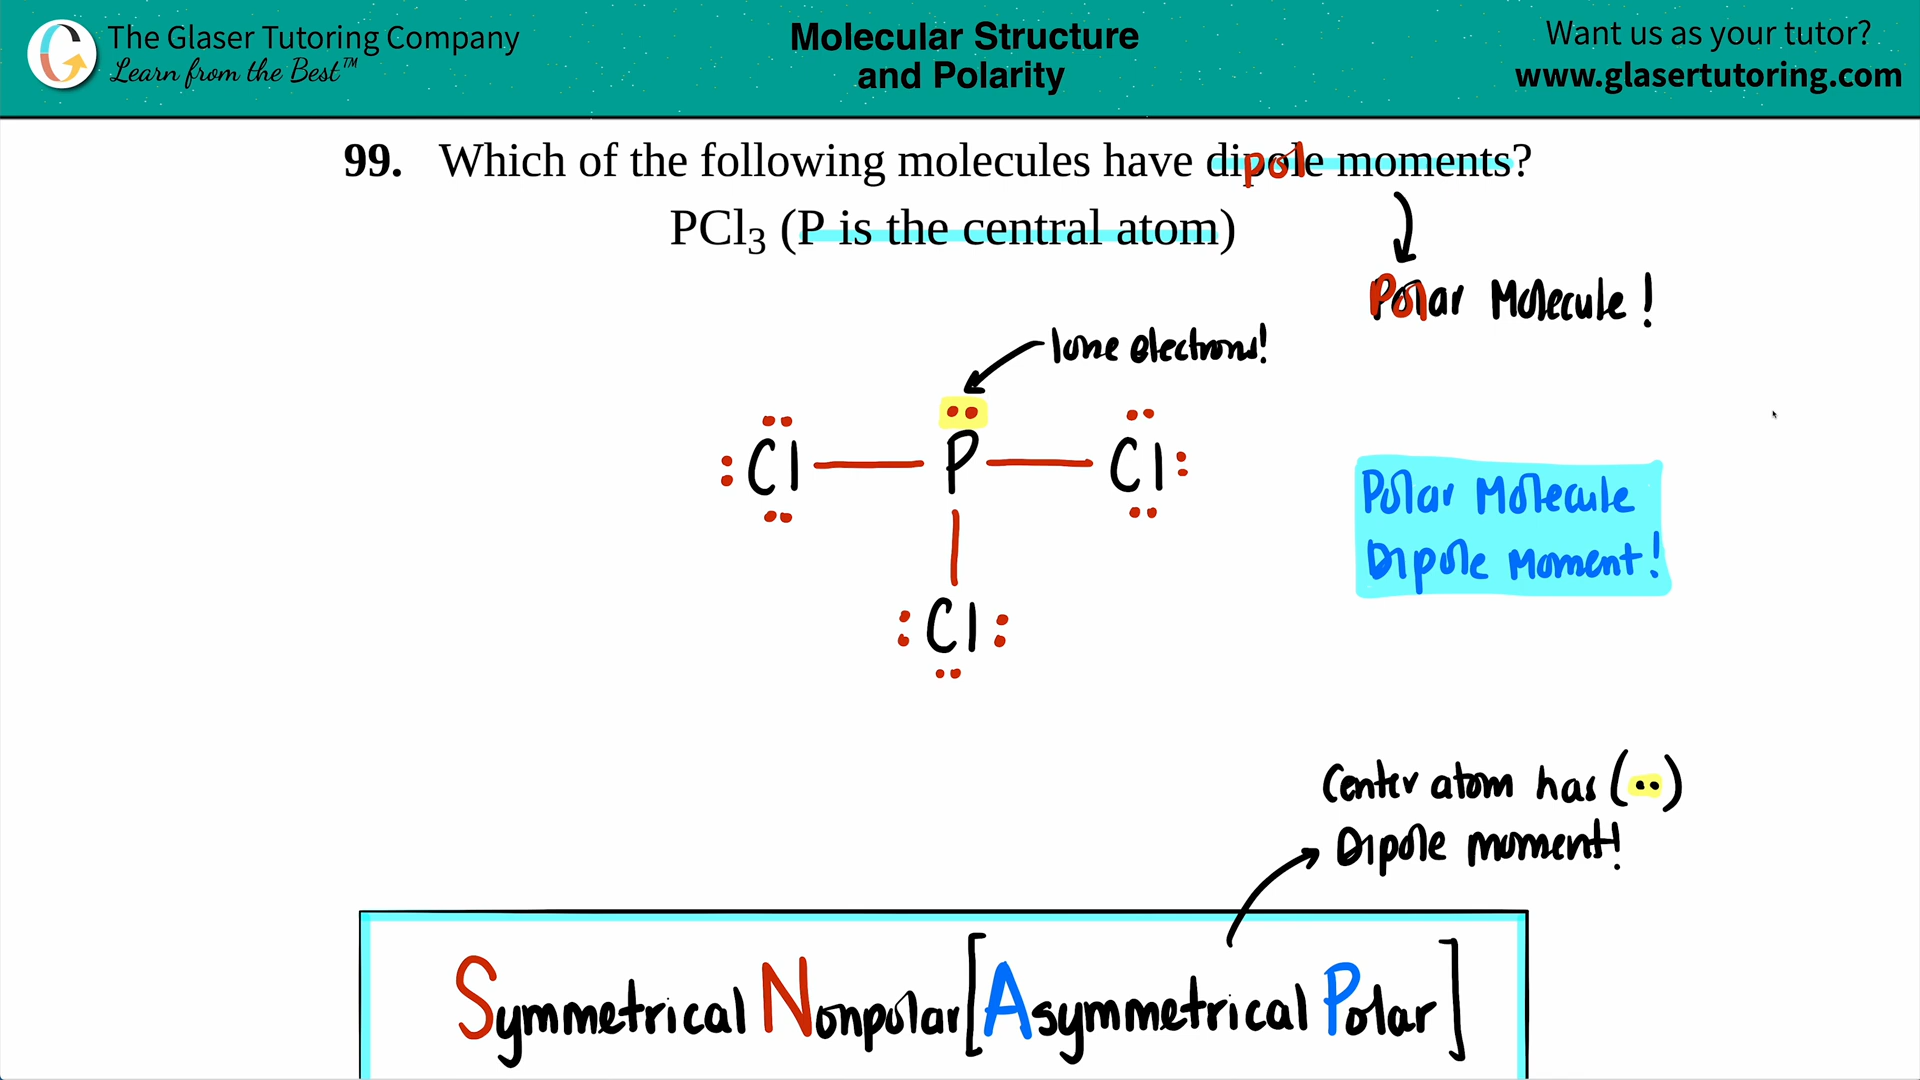 The Glaser Tutoring Company
Learn from the Best™
Molecular Structure
and Polarity
Want us as your tutor?
www.glasertutoring.com
99. Which of the following molecules have dipole moments?
PCl₃ (P is the central atom)
Polar Molecule!
lone electrons!
Cl P Cl
Cl
Polar Molecule
Dipole Moment!
Center atom has (••)
Dipole moment!
Symmetrical Nonpolar [Asymmetrical Polar]